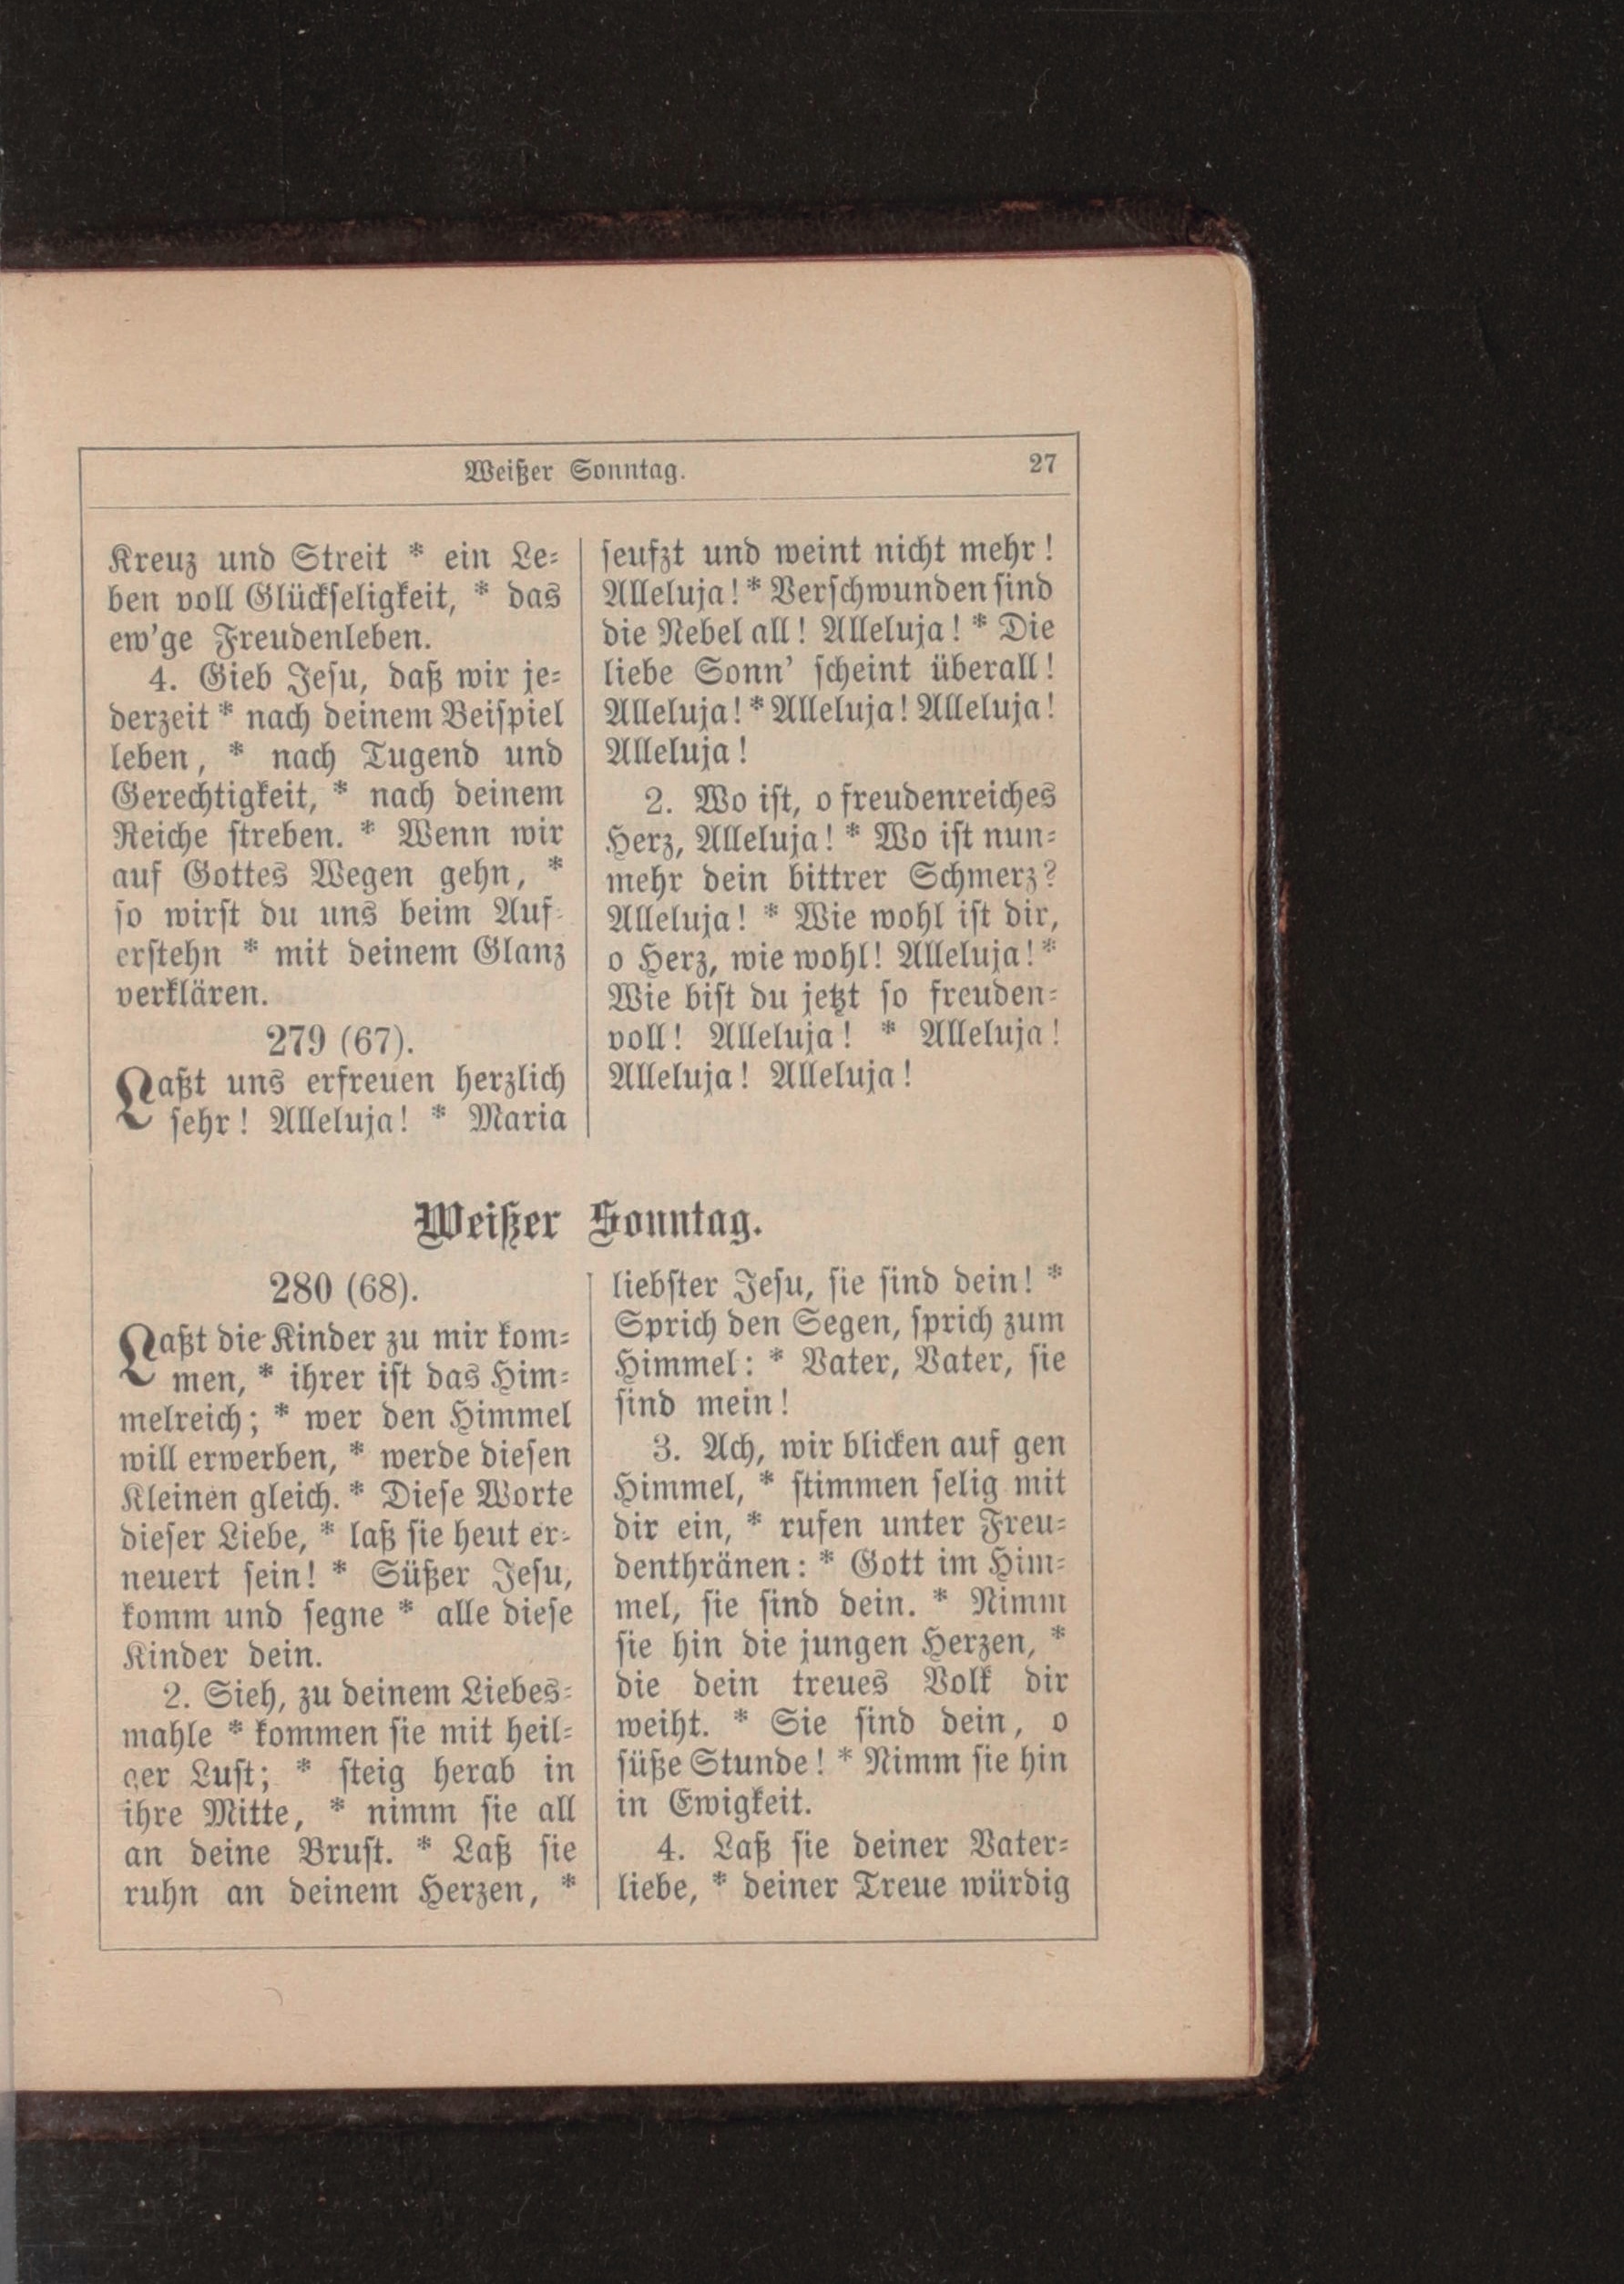 Weißer Sonntag. 27
Kreuz und Streit * ein Le-
ben voll Glückseligkeit, * das
ew'ge Freudenleben.
4. Gieb Jesu, daß wir je-
derzeit * nach deinem Beispiel
leben, * nach Tugend und
Gerechtigkeit, * nach deinem
Reiche streben. * Wenn wir
auf Gottes Wegen gehn, *
so wirst du uns beim Auf-
erstehn * mit deinem Glanz
verklären.
279 (67).
Laßt uns erfreuen herzlich
sehr! Alleluja! * Maria
seufzt und weint nicht mehr!
Alleluja! * Verschwunden sind
die Nebel all! Alleluja! * Die
liebe Sonn' scheint überall!
Alleluja! * Alleluja! Alleluja!
Alleluja!
2. Wo ist, o freudenreiches
Herz, Alleluja! * Wo ist nun-
mehr dein bittrer Schmerz?
Alleluja! * Wie wohl ist dir,
o Herz, wie wohl! Alleluja! *
Wie bist du jetzt so freuden-
voll! Alleluja! * Alleluja!
Alleluja! Alleluja!
Weißer Sonntag.
280 (68).
Laßt die Kinder zu mir kom-
men, * ihrer ist das Him-
melreich; * wer den Himmel
will erwerben, * werde diesen
Kleinen gleich. * Diese Worte
dieser Liebe, * laß sie heut er-
neuert sein! * Süßer Jesu,
komm und segne * alle diese
Kinder dein.
2. Sieh, zu deinem Liebes-
mahle * kommen sie mit heil-
ger Lust; * steig herab in
ihre Mitte, * nimm sie all
an deine Brust. * Laß sie
ruhn an deinem Herzen, *
liebster Jesu, sie sind dein! *
Sprich den Segen, sprich zum
Himmel: * Vater, Vater, sie
sind mein!
3. Ach, wir blicken auf gen
Himmel, * stimmen selig mit
dir ein, * rufen unter Freu-
denthränen: * Gott im Him-
mel, sie sind dein. * Nimm
sie hin die jungen Herzen, *
die dein treues Volk dir
weiht. * Sie sind dein, o
süße Stunde! * Nimm sie hin
in Ewigkeit.
4. Laß sie deiner Vater-
liebe, * deiner Treue würdig